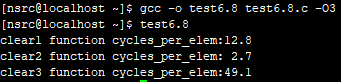 [nsrc@localhost ~]$ gcc -o test6.8 test6.8.c -O3
[nsrc@localhost ~]$ test6.8
clear1 function cycles_per_elem:12.8
clear2 function cycles_per_elem: 2.7
clear3 function cycles_per_elem:49.1